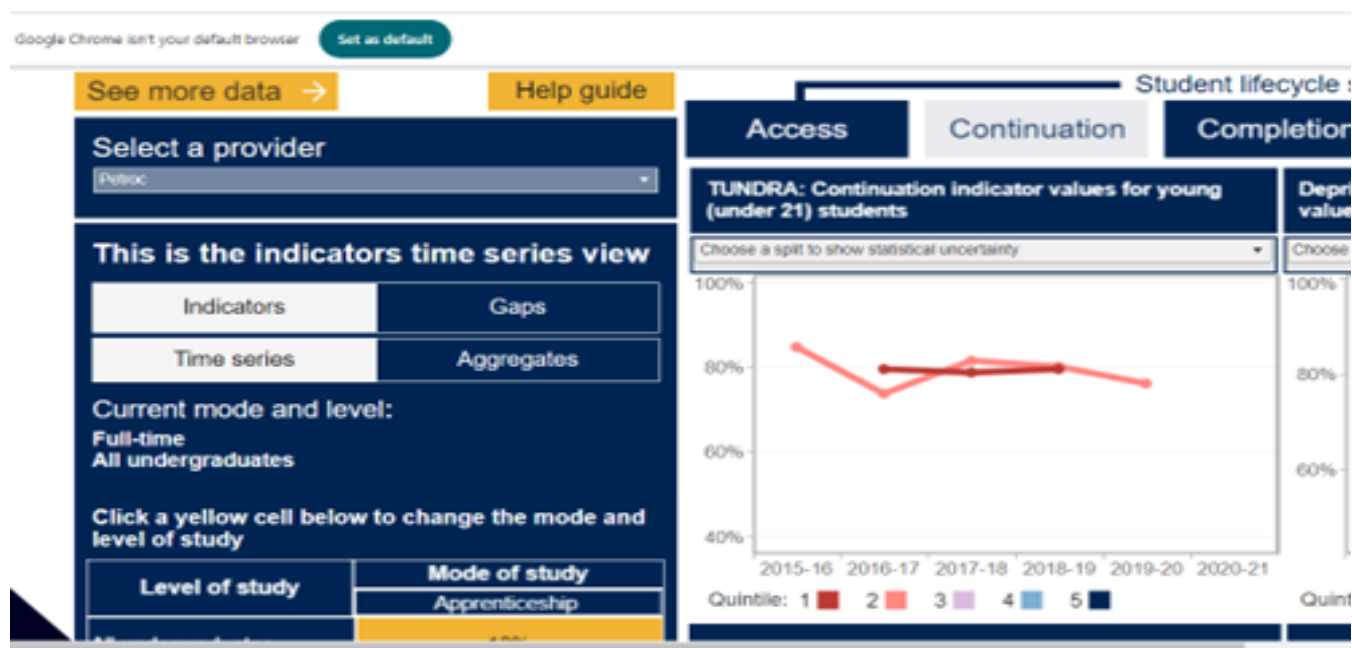 Google Chrome isn't your default browser
Set as default
See more data →
Help guide
Select a provider
Petroc
This is the indicators time series view
Indicators
Gaps
Time series
Aggregates
Current mode and level:
Full-time
All undergraduates
Click a yellow cell below to change the mode and
level of study
Level of study
Mode of study
Apprenticeship
Student lifecycle s
Access
Continuation
Completion
TUNDRA: Continuation indicator values for young
(under 21) students
Choose a split to show statistical uncertainty
100%
80%
60%
40%
2015-16 2016-17 2017-18 2018-19 2019-20 2020-21
Quintile: 1 2 3 4 5
Depri
value
Choose
100%
80%
60%
Quint